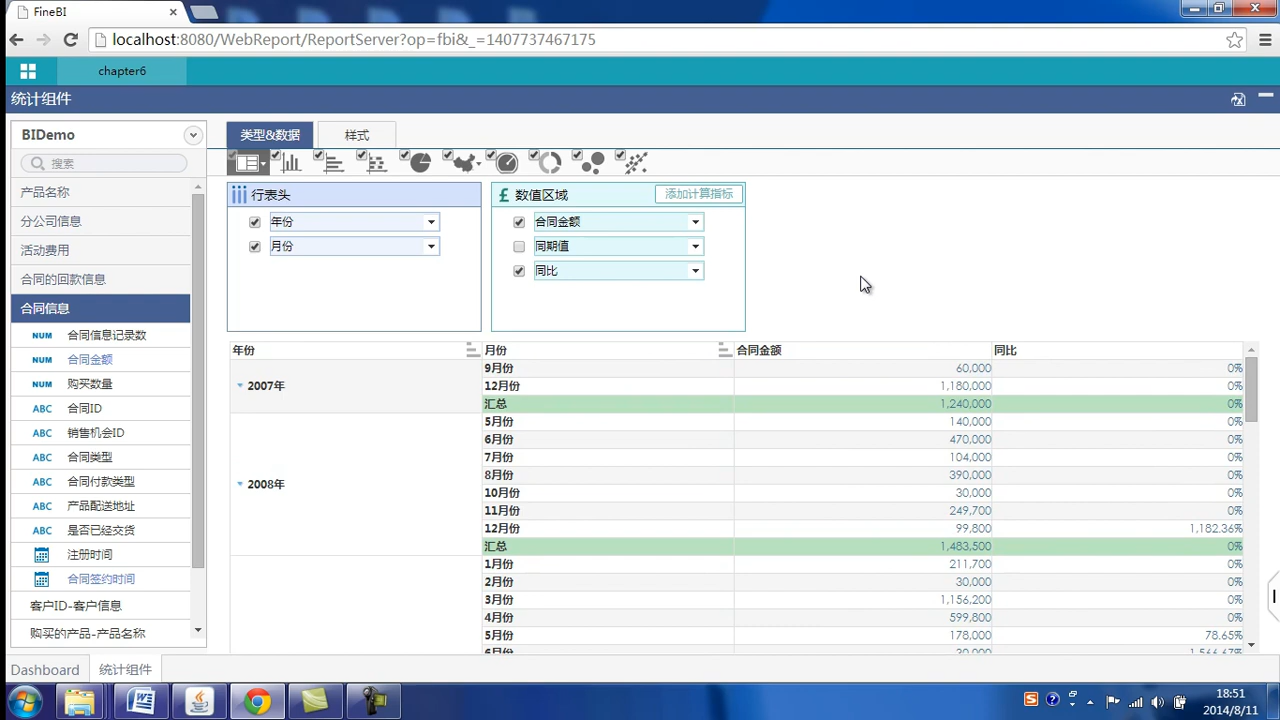 FineBI
localhost:8080/WebReport/ReportServer?op=fbi&_=1407737467175
chapter6
统计组件
BIDemo
搜索
产品名称
分公司信息
活动费用
合同的回款信息
合同信息
NUM 合同信息记录数
NUM 合同金额
NUM 购买数量
ABC 合同ID
ABC 销售机会ID
ABC 合同类型
ABC 合同付款类型
ABC 产品配送地址
ABC 是否已经交货
注册时间
合同签约时间
客户ID-客户信息
购买的产品-产品名称
类型&数据 样式
行表头
年份
月份
数值区域 添加计算指标
合同金额
同期值
同比
年份 月份 合同金额 同比
2007年
9月份 60,000 0%
12月份 1,180,000 0%
汇总 1,240,000 0%
2008年
5月份 140,000 0%
6月份 470,000 0%
7月份 104,000 0%
8月份 390,000 0%
10月份 30,000 0%
11月份 249,700 0%
12月份 99,800 1,182.36%
汇总 1,483,500 0%
1月份 211,700 0%
2月份 30,000 0%
3月份 1,156,200 0%
4月份 599,800 0%
5月份 178,000 78.65%
6月份 30,000 1,566.67%
Dashboard 统计组件
18:51
2014/8/11